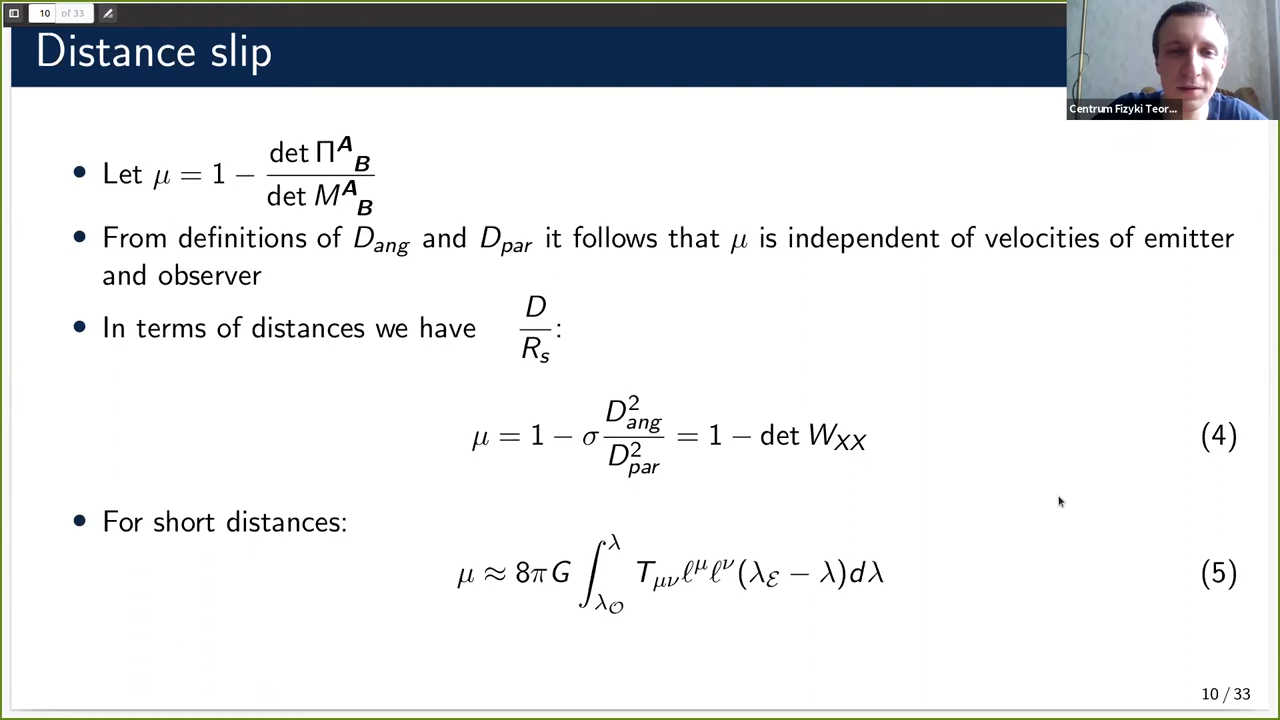 10 of 33
Distance slip
Centrum Fizyki Teor...
Let μ = 1 − det Π^A_B / det M^A_B
From definitions of D_ang and D_par it follows that μ is independent of velocities of emitter
and observer
In terms of distances we have D / R_s:
μ = 1 − σ D²_ang / D²_par = 1 − det W_XX (4)
For short distances:
μ ≈ 8πG ∫_{λ_𝒪}^{λ} T_{μν} ℓ^μ ℓ^ν (λ_ℰ − λ)dλ (5)
10 / 33